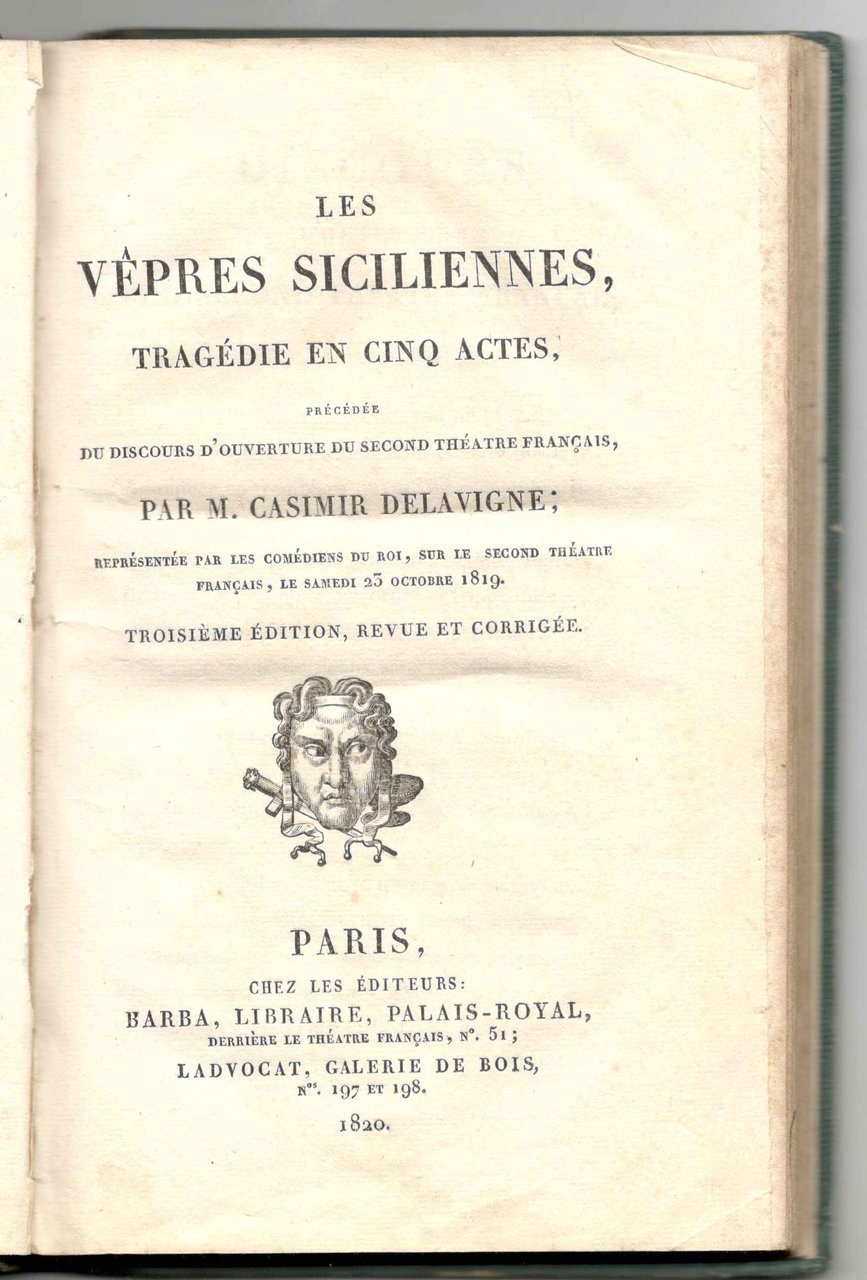 LES
VÊPRES SICILIENNES,
TRAGÉDIE EN CINQ ACTES,
PRÉCÉDÉE
DU DISCOURS D'OUVERTURE DU SECOND THÉATRE FRANÇAIS,
PAR M. CASIMIR DELAVIGNE;
REPRÉSENTÉE PAR LES COMÉDIENS DU ROI, SUR LE SECOND THÉATRE
FRANÇAIS, LE SAMEDI 23 OCTOBRE 1819.
TROISIÈME ÉDITION, REVUE ET CORRIGÉE.
PARIS,
CHEZ LES ÉDITEURS:
BARBA, LIBRAIRE, PALAIS-ROYAL,
DERRIÈRE LE THÉATRE FRANÇAIS, Nº. 51;
LADVOCAT, GALERIE DE BOIS,
Nºˢ. 197 ET 198.
1820.